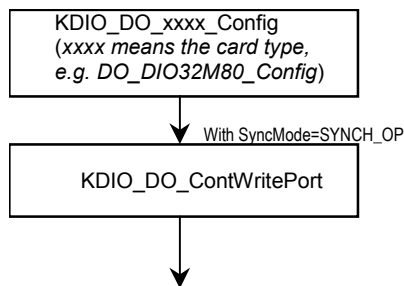 KDIO_DO_xxxx_Config
(xxxx means the card type,
e.g. DO_DIO32M80_Config)
With SyncMode=SYNCH_OP
KDIO_DO_ContWritePort